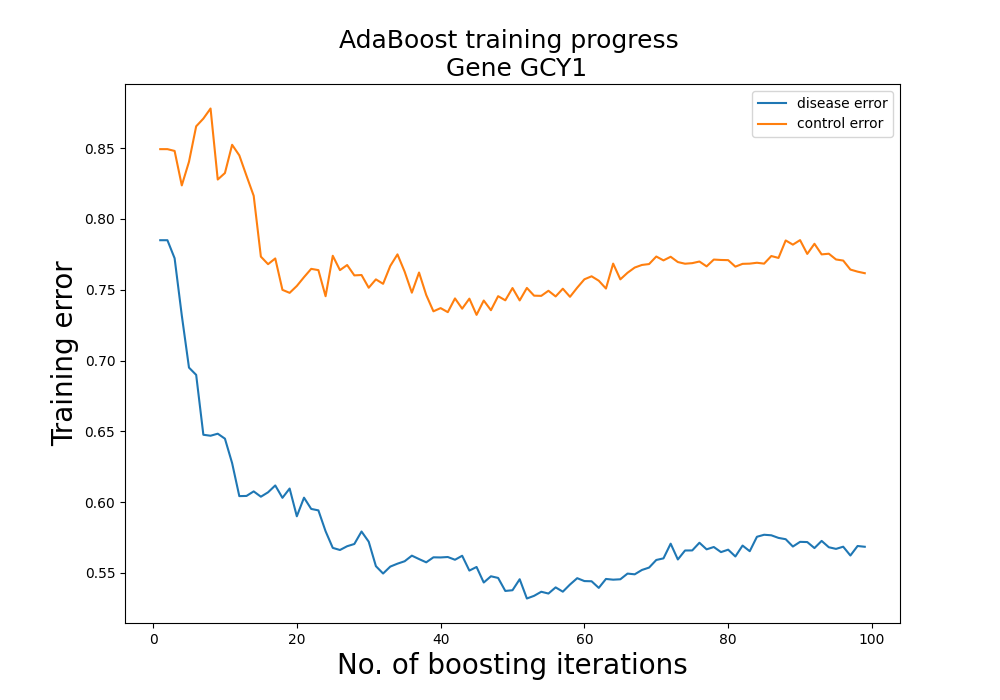 AdaBoost training progress
Gene GCY1
disease error
control error
Training error
0.85
0.80
0.75
0.70
0.65
0.60
0.55
0 20 40 60 80 100
No. of boosting iterations